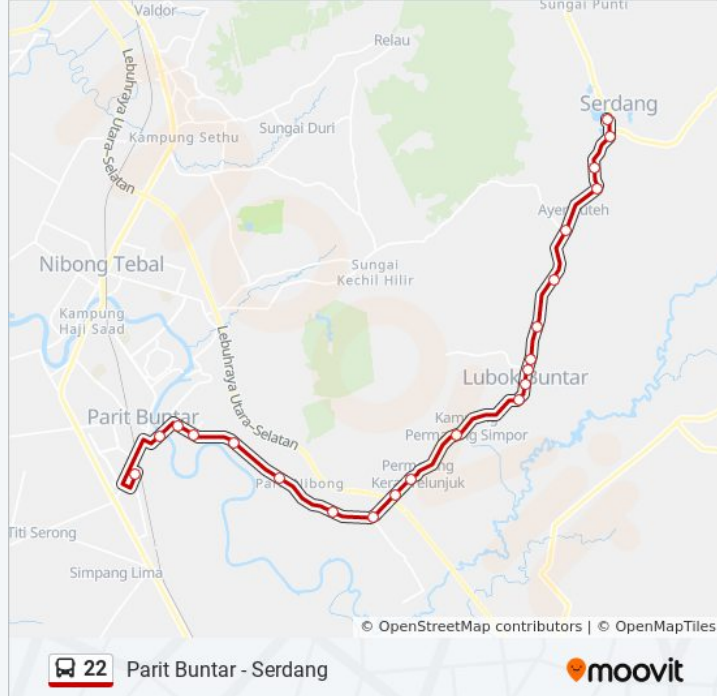 Sungai Punti
Valdor
Relau
Lebuhraya Utara-Selatan
Serdang
Sungai Duri
Kampung Sethu
Ayer Puteh
Nibong Tebal
Sungai
Kechil Hilir
Kampung
Haji Saad
Lebuhraya Utara-Selatan
Lubok Buntar
Parit Buntar
Kampung
Permatang Simpor
Permatang
Kerat Telunjuk
Parit Nibong
Titi Serong
Simpang Lima
© OpenStreetMap contributors | © OpenMapTiles
22 Parit Buntar - Serdang
moovit